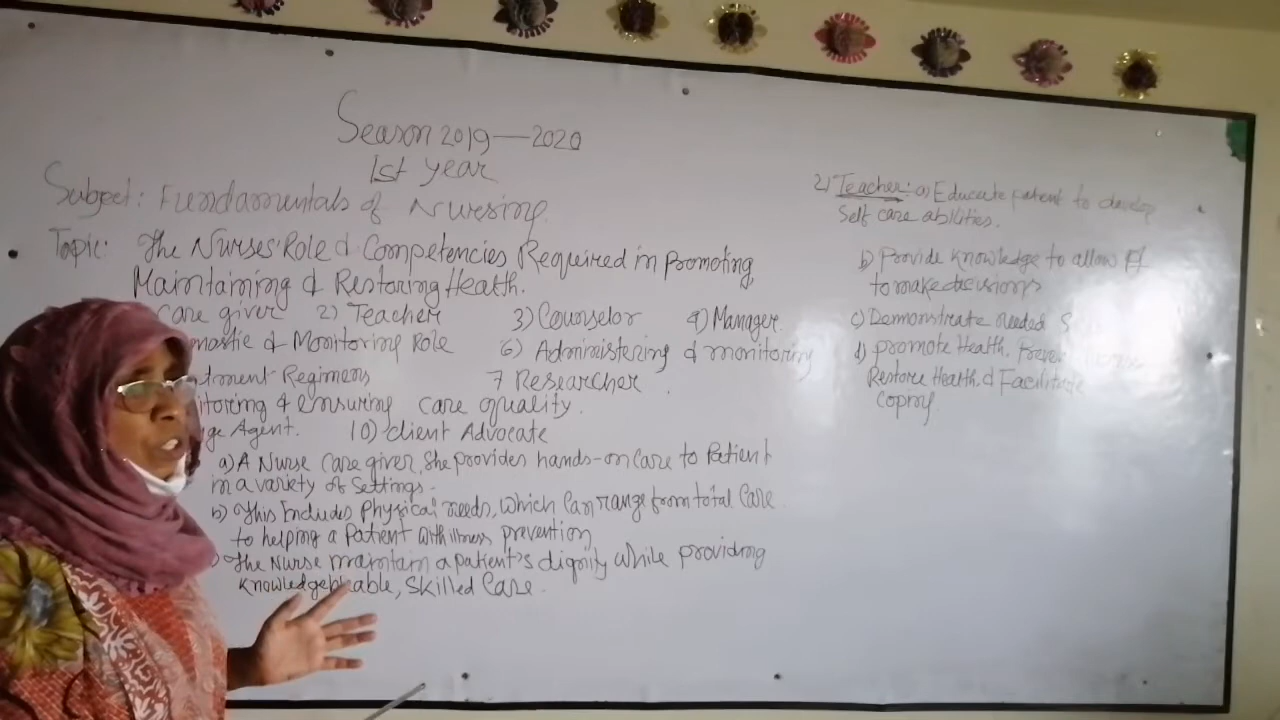 Season 2019—2020
1st year
Subject: Fundamentals of Nursing.
Topic: The Nurses' Role & Competencies Required in Promoting,
Maintaining & Restoring Health.
care giver 2) Teacher 3) Counselor 4) Manager.
& Monitoring Role 6) Administering & monitoring
Regimens 7 Researcher
& ensuring care quality.
Agent. 10) Client Advocate
a) A Nurse care giver, she provides hands-on care to Patient
in a variety of settings.
b) This Includes physical needs, which can range from total care
to helping a patient with illness prevention
The Nurse maintain a patient's dignity while providing
knowledgeable, skilled care.
2) Teacher: a) Educate patient to develop
Self care abilities.
b) Provide knowledge to allow Pt
to make decisions
c) Demonstrate needed S
d) promote Health,
Restore Health & Facilitate
Coping.